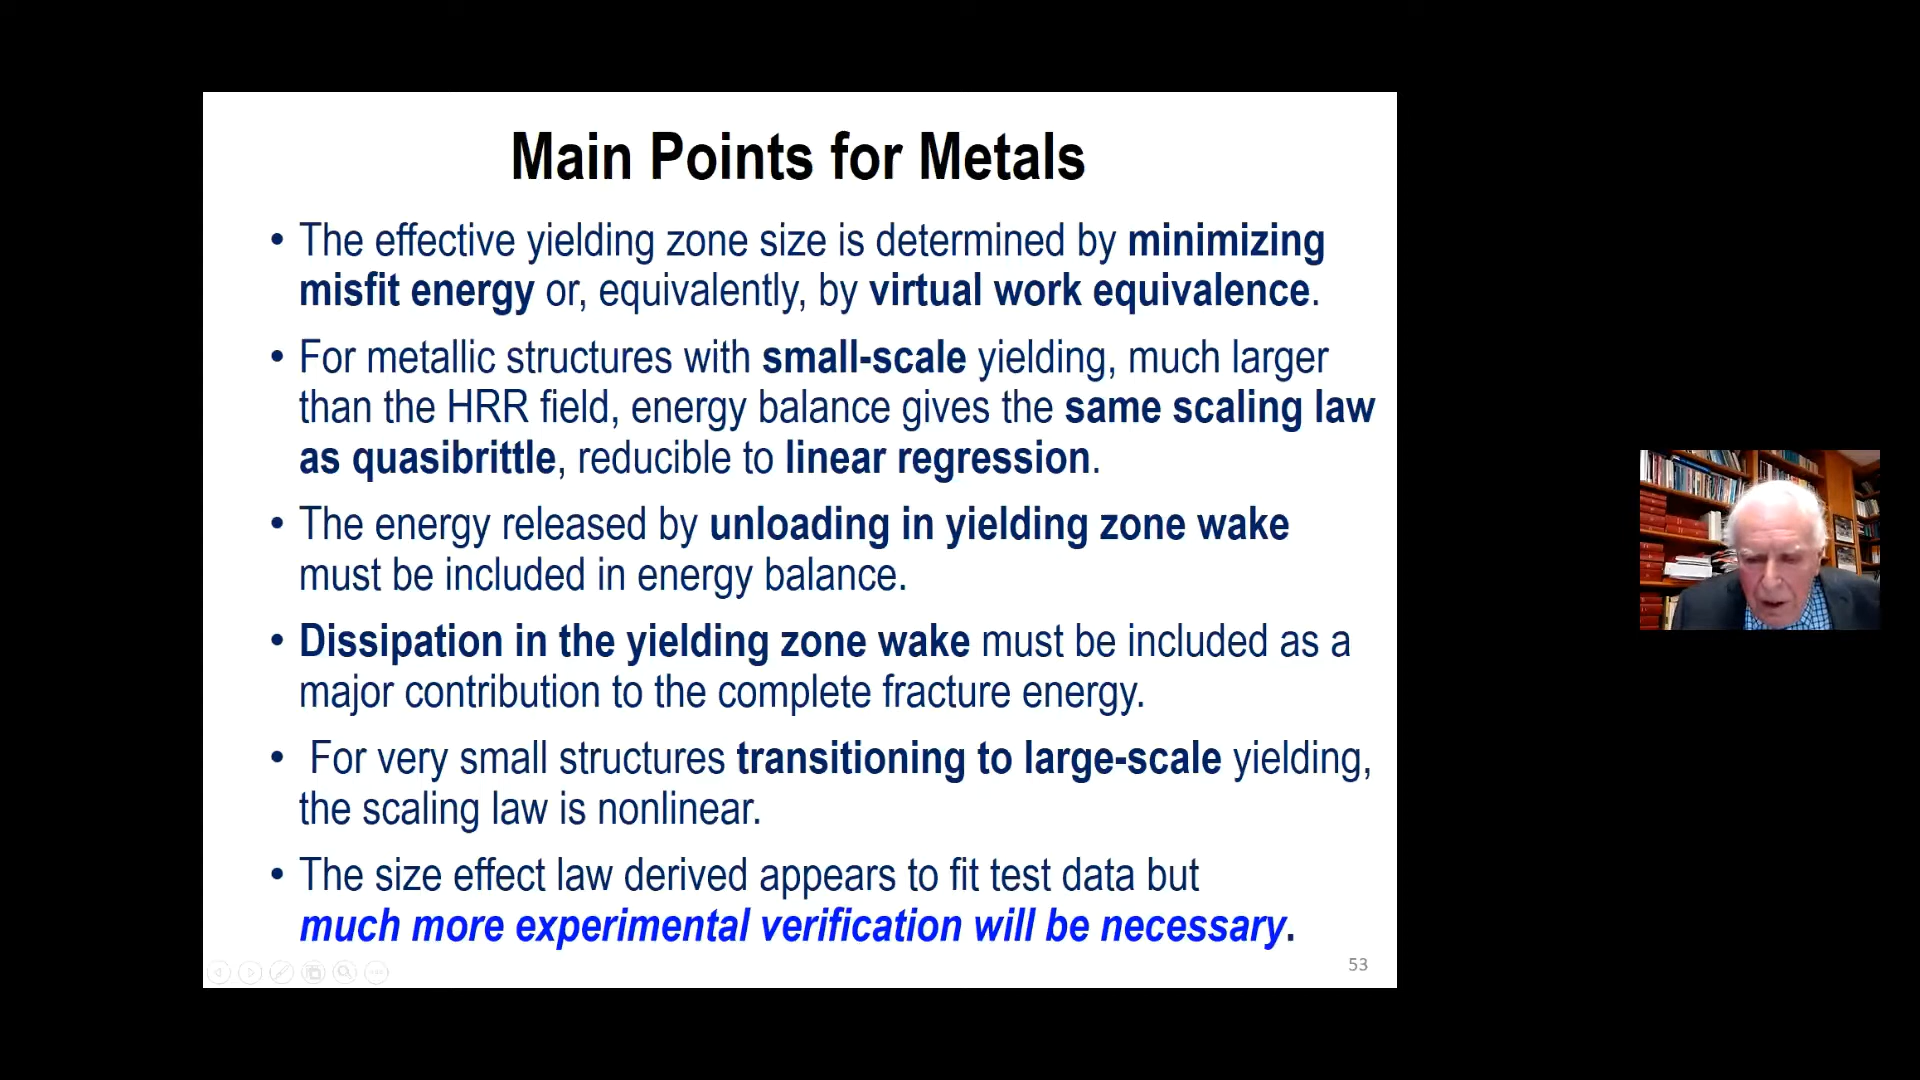 Main Points for Metals
• The effective yielding zone size is determined by minimizing
misfit energy or, equivalently, by virtual work equivalence.
• For metallic structures with small-scale yielding, much larger
than the HRR field, energy balance gives the same scaling law
as quasibrittle, reducible to linear regression.
• The energy released by unloading in yielding zone wake
must be included in energy balance.
• Dissipation in the yielding zone wake must be included as a
major contribution to the complete fracture energy.
• For very small structures transitioning to large-scale yielding,
the scaling law is nonlinear.
• The size effect law derived appears to fit test data but
much more experimental verification will be necessary.
53